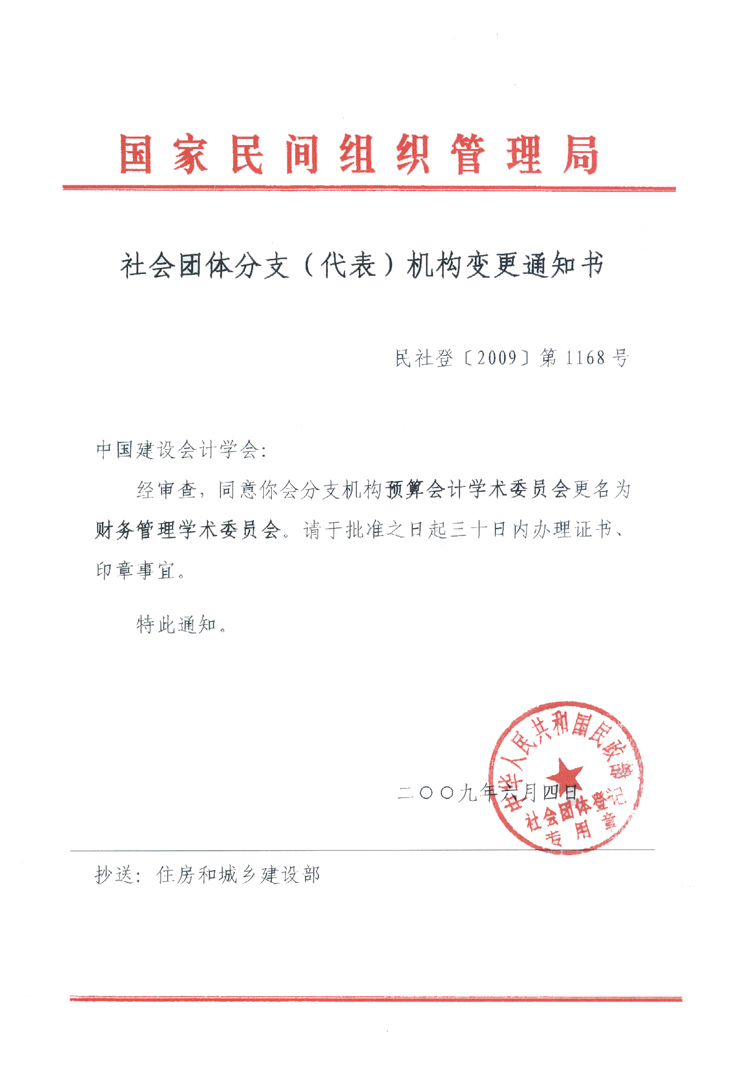 国家民间组织管理局
社会团体分支（代表）机构变更通知书
民社登〔2009〕第1168号
中国建设会计学会：
经审查，同意你会分支机构预算会计学术委员会更名为
财务管理学术委员会。请于批准之日起三十日内办理证书、
印章事宜。
特此通知。
中华人民共和国民政部
二〇〇九年六月四日
社会团体登记
专用章
抄送：住房和城乡建设部